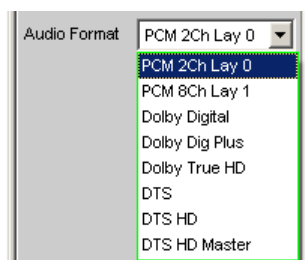 Audio Format PCM 2Ch Lay 0
PCM 2Ch Lay 0
PCM 8Ch Lay 1
Dolby Digital
Dolby Dig Plus
Dolby True HD
DTS
DTS HD
DTS HD Master